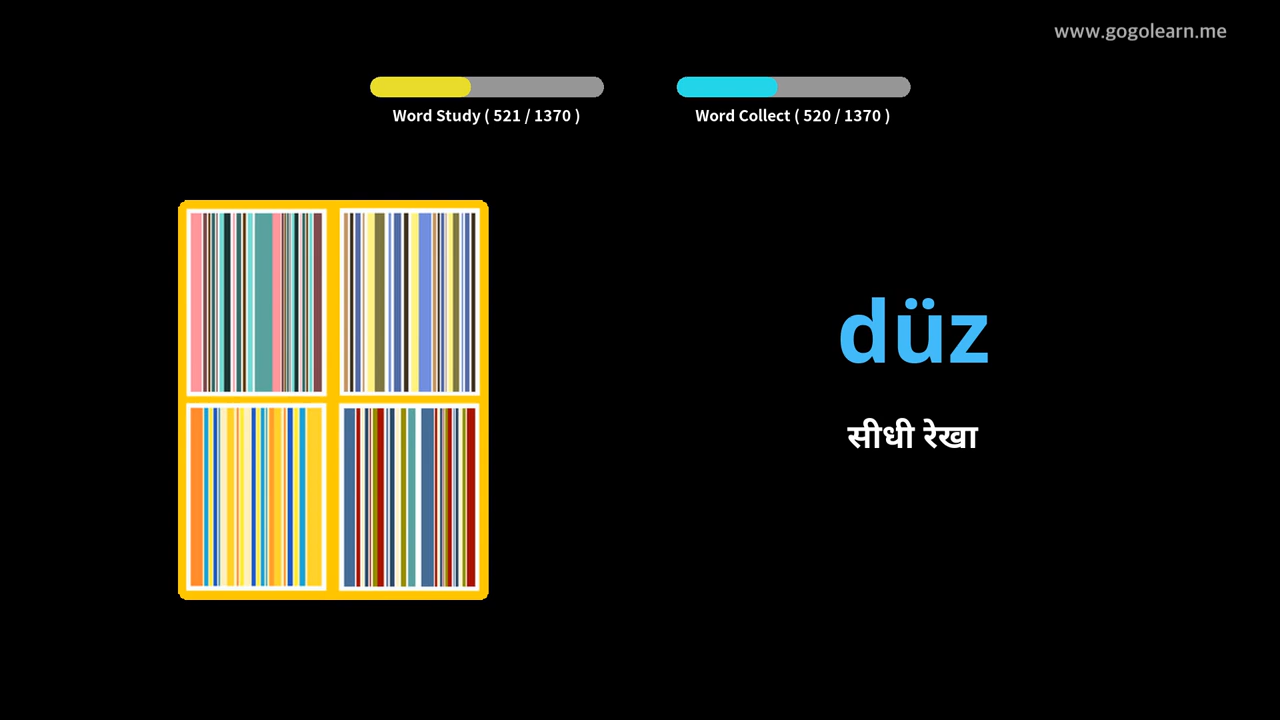 www.gogolearn.me
Word Study ( 521 / 1370 )
Word Collect ( 520 / 1370 )
düz
सीधी रेखा